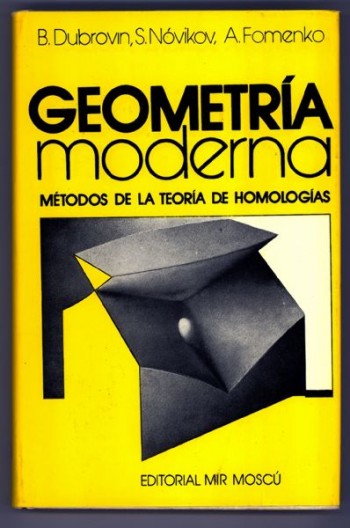 B. Dubrovin, S. Nóvikov, A. Fomenko
GEOMETRÍA
moderna
MÉTODOS DE LA TEORÍA DE HOMOLOGÍAS
EDITORIAL MIR MOSCÚ